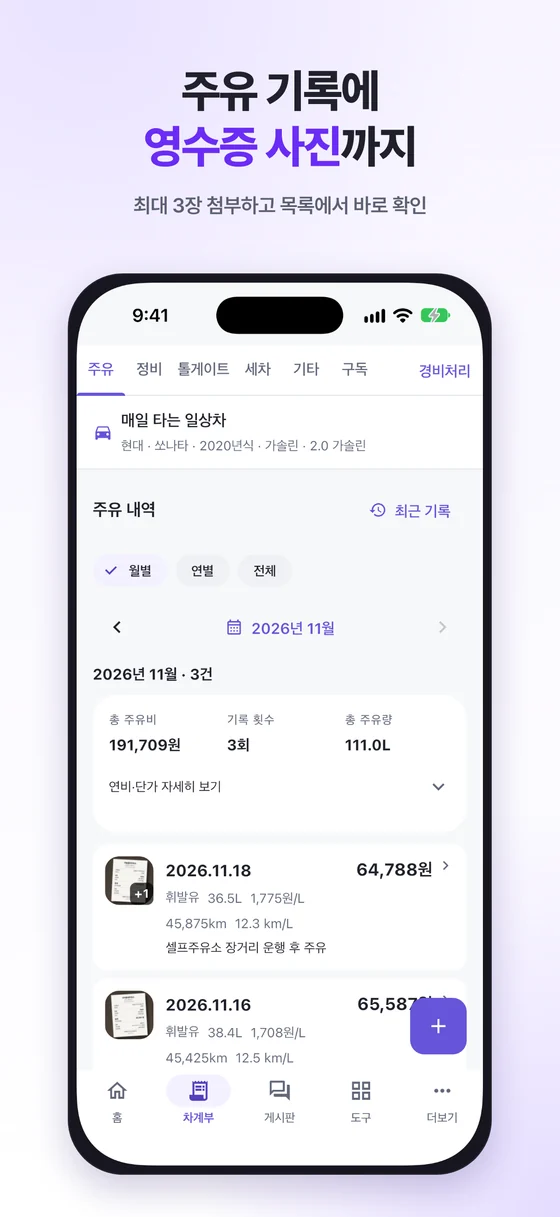 주유 기록에
영수증 사진까지
최대 3장 첨부하고 목록에서 바로 확인
9:41
주유 정비 톨게이트 세차 기타 구독 경비처리
매일 타는 일상차
현대 · 쏘나타 · 2020년식 · 가솔린 · 2.0 가솔린
주유 내역 최근 기록
월별 연별 전체
2026년 11월
2026년 11월 · 3건
총 주유비 기록 횟수 총 주유량
191,709원 3회 111.0L
연비·단가 자세히 보기
2026.11.18 64,788원
+1
휘발유 36.5L 1,775원/L
45,875km 12.3 km/L
셀프주유소 장거리 운행 후 주유
2026.11.16 65,587원
휘발유 38.4L 1,708원/L
45,425km 12.5 km/L
홈 차계부 게시판 도구 더보기